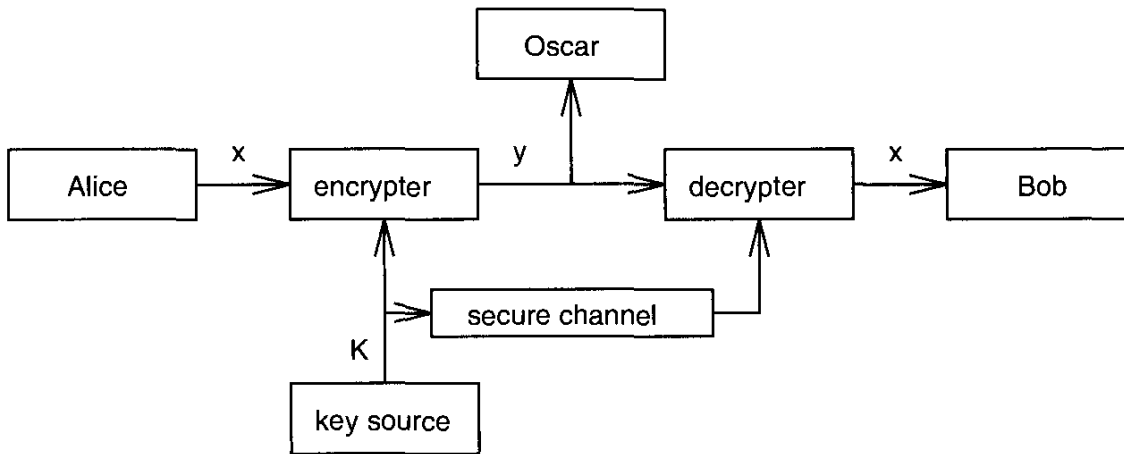 Oscar
x
y
x
Alice
encrypter
decrypter
Bob
secure channel
K
key source